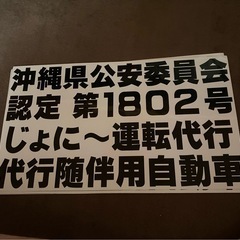 沖縄県公安委員会
認定 第1802号
じょに〜運転代行
代行随伴用自動車